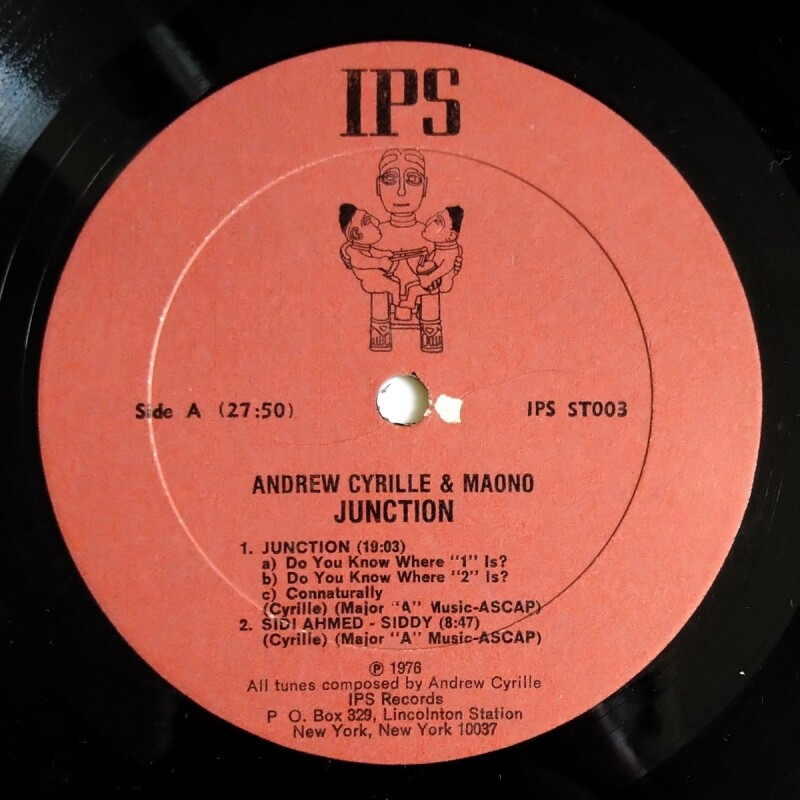 IPS
Side A (27:50)
IPS ST003
ANDREW CYRILLE & MAONO
JUNCTION
1. JUNCTION (19:03)
a) Do You Know Where "1" Is?
b) Do You Know Where "2" Is?
c) Connaturally
(Cyrille) (Major "A" Music-ASCAP)
2. SIDI AHMED - SIDDY (8:47)
(Cyrille) (Major "A" Music-ASCAP)
℗ 1976
All tunes composed by Andrew Cyrille
IPS Records
P O. Box 329, Lincolnton Station
New York, New York 10037